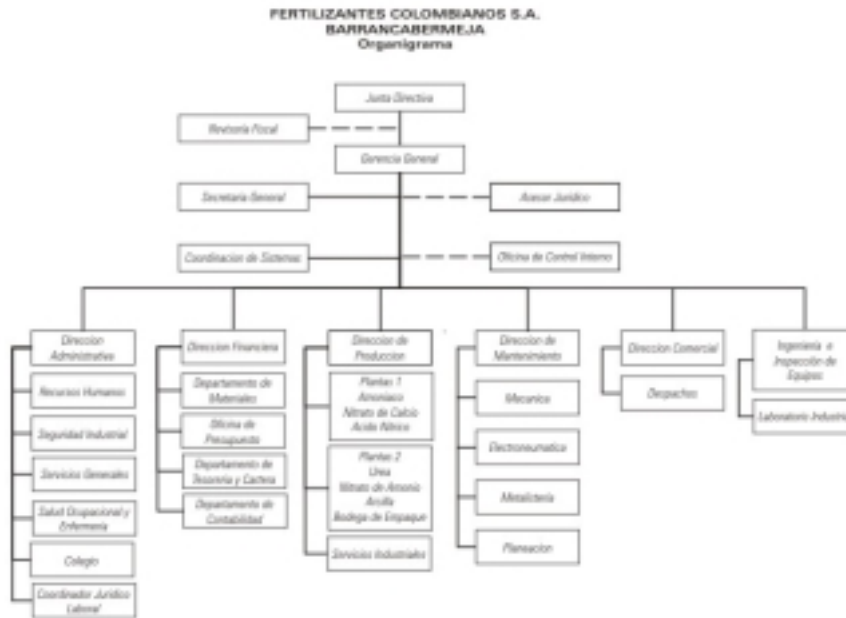 FERTILIZANTES COLOMBIANOS S.A.
BARRANCABERMEJA
Organigrama
Junta Directiva
Revisoria Fiscal
Gerencia General
Secretaria General
Asesor Juridico
Coordinacion de Sistemas
Oficina de Control Interno
Direccion
Administrativa
Recursos Humanos
Seguridad Industrial
Servicios Generales
Salud Ocupacional y
Enfermeria
Colegio
Coordinador Juridico
Laboral
Direccion Financiera
Departamento de
Materiales
Oficina de
Presupuesto
Departamento de
Tesoreria y Cartera
Departamento de
Contabilidad
Direccion de
Produccion
Plantas 1
Amoniaco
Nitrato de Calcio
Acido Nitrico
Plantas 2
Urea
Nitrato de Amonio
Arcilla
Bodega de Empaque
Servicios Industriales
Direccion de
Mantenimiento
Mecanica
Electroneumatica
Metalisteria
Planeacion
Direccion Comercial
Despachos
Ingenieria e
Inspección de
Equipos
Laboratorio Industrial